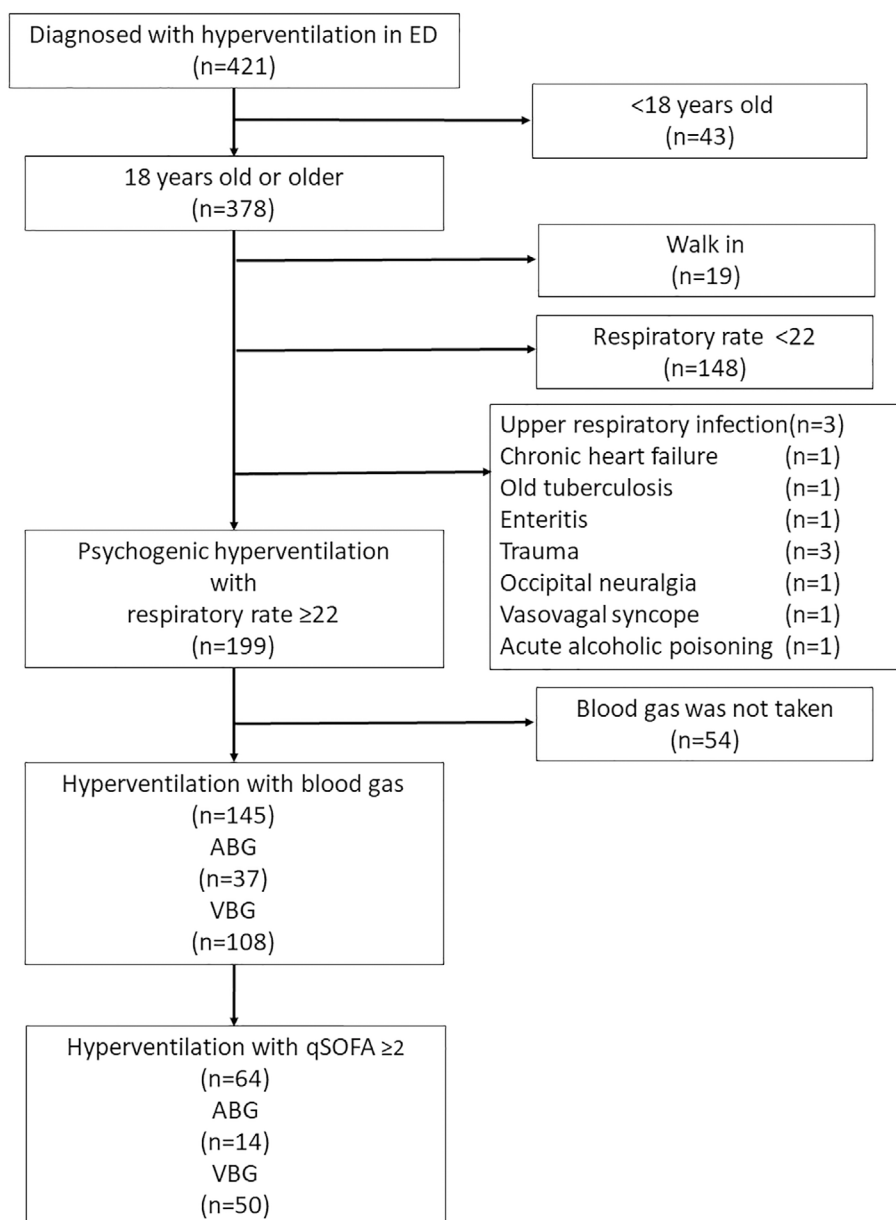 Diagnosed with hyperventilation in ED
(n=421)
<18 years old
(n=43)
18 years old or older
(n=378)
Walk in
(n=19)
Respiratory rate <22
(n=148)
Upper respiratory infection(n=3)
Chronic heart failure (n=1)
Old tuberculosis (n=1)
Enteritis (n=1)
Trauma (n=3)
Occipital neuralgia (n=1)
Vasovagal syncope (n=1)
Acute alcoholic poisoning (n=1)
Psychogenic hyperventilation
with
respiratory rate ≥22
(n=199)
Blood gas was not taken
(n=54)
Hyperventilation with blood gas
(n=145)
ABG
(n=37)
VBG
(n=108)
Hyperventilation with qSOFA ≥2
(n=64)
ABG
(n=14)
VBG
(n=50)